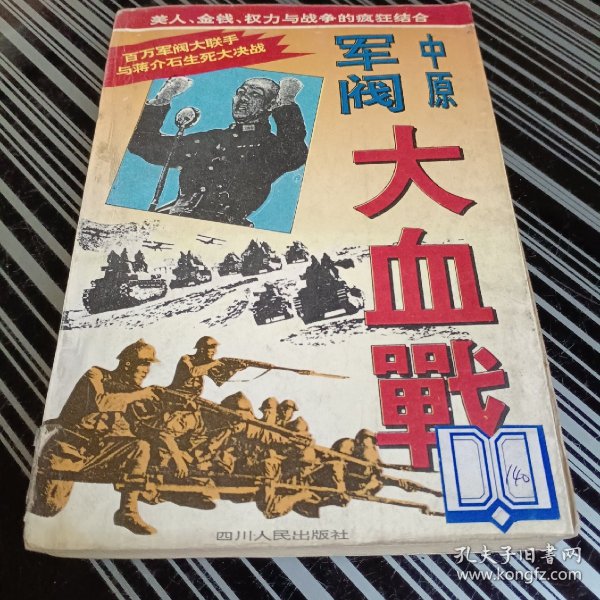 美人、金钱、权力与战争的疯狂结合
百万军阀大联手
与蒋介石生死大决战
中原
军阀
大血戰
140
四川人民出版社
孔夫子旧书网
www.kongfz.com